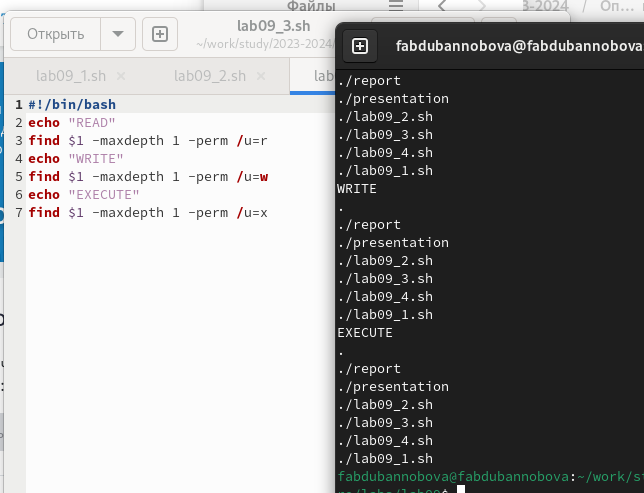 Файлы
3-2024 / Оп...
Открыть
lab09_3.sh
~/work/study/2023-2024/
lab09_1.sh ×
lab09_2.sh ×
lab
1 #!/bin/bash
2 echo "READ"
3 find $1 -maxdepth 1 -perm /u=r
4 echo "WRITE"
5 find $1 -maxdepth 1 -perm /u=w
6 echo "EXECUTE"
7 find $1 -maxdepth 1 -perm /u=x
fabdubannobova@fabdubannobova
./report
./presentation
./lab09_2.sh
./lab09_3.sh
./lab09_4.sh
./lab09_1.sh
WRITE
.
./report
./presentation
./lab09_2.sh
./lab09_3.sh
./lab09_4.sh
./lab09_1.sh
EXECUTE
.
./report
./presentation
./lab09_2.sh
./lab09_3.sh
./lab09_4.sh
./lab09_1.sh
fabdubannobova@fabdubannobova:~/work/st